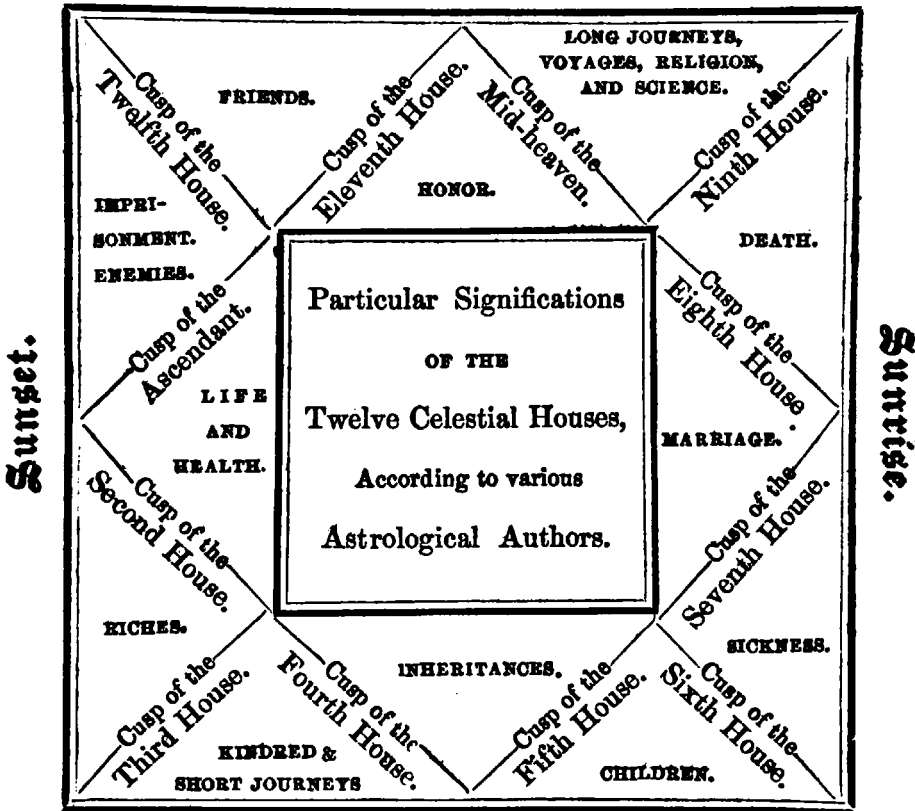 LONG JOURNEYS,
VOYAGES, RELIGION,
AND SCIENCE.
FRIENDS.
Cusp of the
Twelfth House.
Cusp of the
Eleventh House.
Cusp of the
Mid-heaven.
Cusp of the
Ninth House.
HONOR.
IMPRI-
SONMENT.
ENEMIES.
DEATH.
Cusp of the
Ascendant.
Cusp of the
Eighth House
Particular Significations
OF THE
Twelve Celestial Houses,
According to various
Astrological Authors.
Sunset.
Sunrise.
LIFE
AND
HEALTH.
MARRIAGE.
Cusp of the
Second House.
Cusp of the
Seventh House.
RICHES.
SICKNESS.
INHERITANCES.
Cusp of the
Third House.
Cusp of the
Fourth House.
Cusp of the
Fifth House.
Cusp of the
Sixth House.
KINDRED &
SHORT JOURNEYS
CHILDREN.